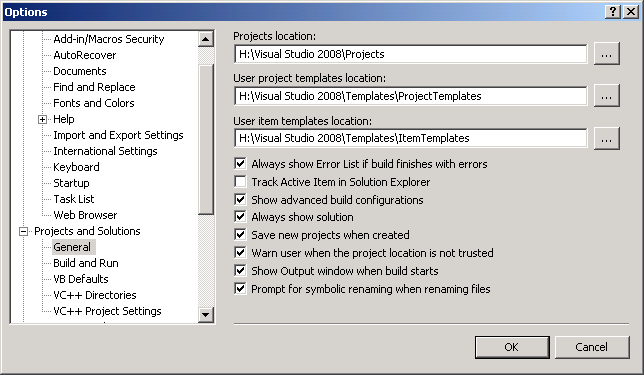 Options
Add-in/Macros Security
AutoRecover
Documents
Find and Replace
Fonts and Colors
Help
Import and Export Settings
International Settings
Keyboard
Startup
Task List
Web Browser
Projects and Solutions
General
Build and Run
VB Defaults
VC++ Directories
VC++ Project Settings
Projects location:
H:\Visual Studio 2008\Projects
...
User project templates location:
H:\Visual Studio 2008\Templates\ProjectTemplates
...
User item templates location:
H:\Visual Studio 2008\Templates\ItemTemplates
...
Always show Error List if build finishes with errors
Track Active Item in Solution Explorer
Show advanced build configurations
Always show solution
Save new projects when created
Warn user when the project location is not trusted
Show Output window when build starts
Prompt for symbolic renaming when renaming files
OK
Cancel